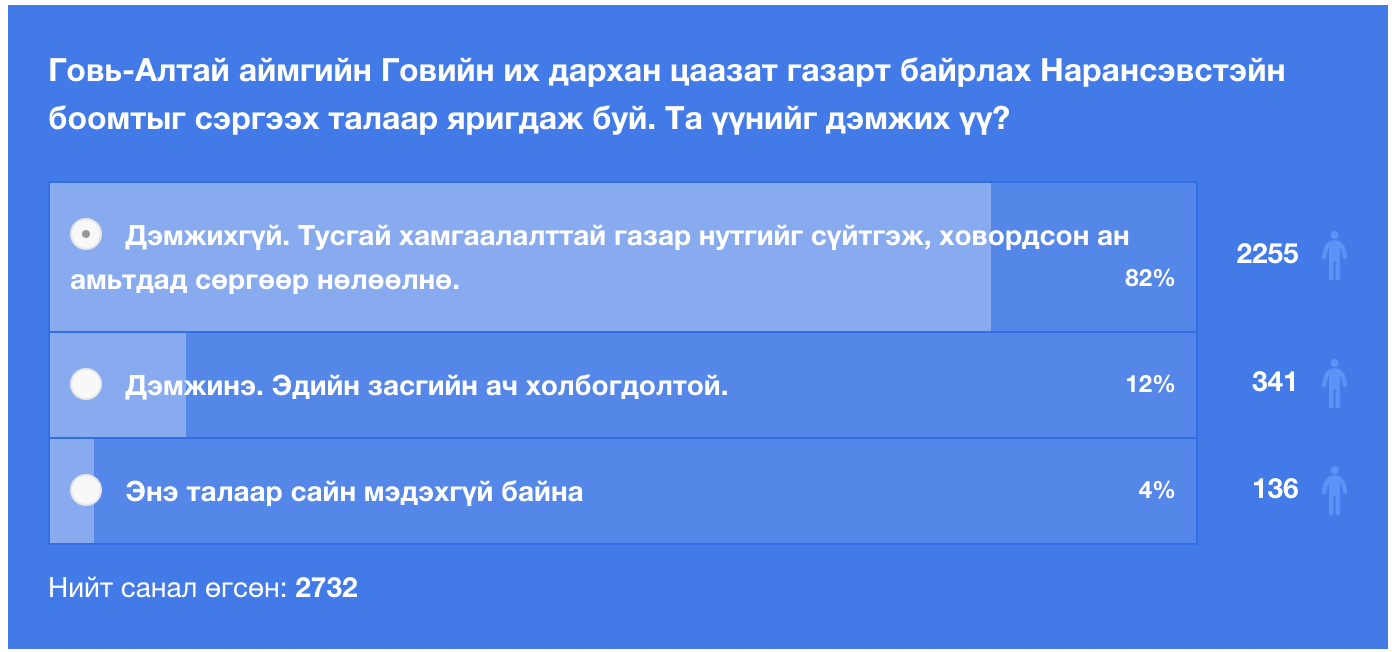 Говь-Алтай аймгийн Говийн их дархан цаазат газарт байрлах Нарансэвстэйн
боомтыг сэргээх талаар яригдаж буй. Та үүнийг дэмжих үү?
Дэмжихгүй. Тусгай хамгаалалттай газар нутгийг сүйтгэж, ховордсон ан
амьтдад сөргөөр нөлөөлнө.
82%
2255
Дэмжинэ. Эдийн засгийн ач холбогдолтой.
12%
341
Энэ талаар сайн мэдэхгүй байна
4%
136
Нийт санал өгсөн: 2732